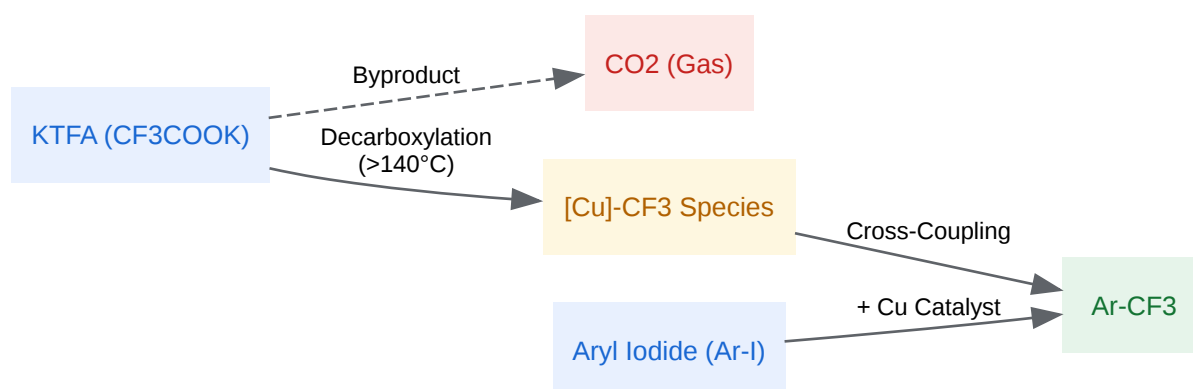 CO2 (Gas)
Byproduct
KTFA (CF3COOK)
Decarboxylation
(>140°C)
[Cu]-CF3 Species
Cross-Coupling
+ Cu Catalyst
Ar-CF3
Aryl Iodide (Ar-I)